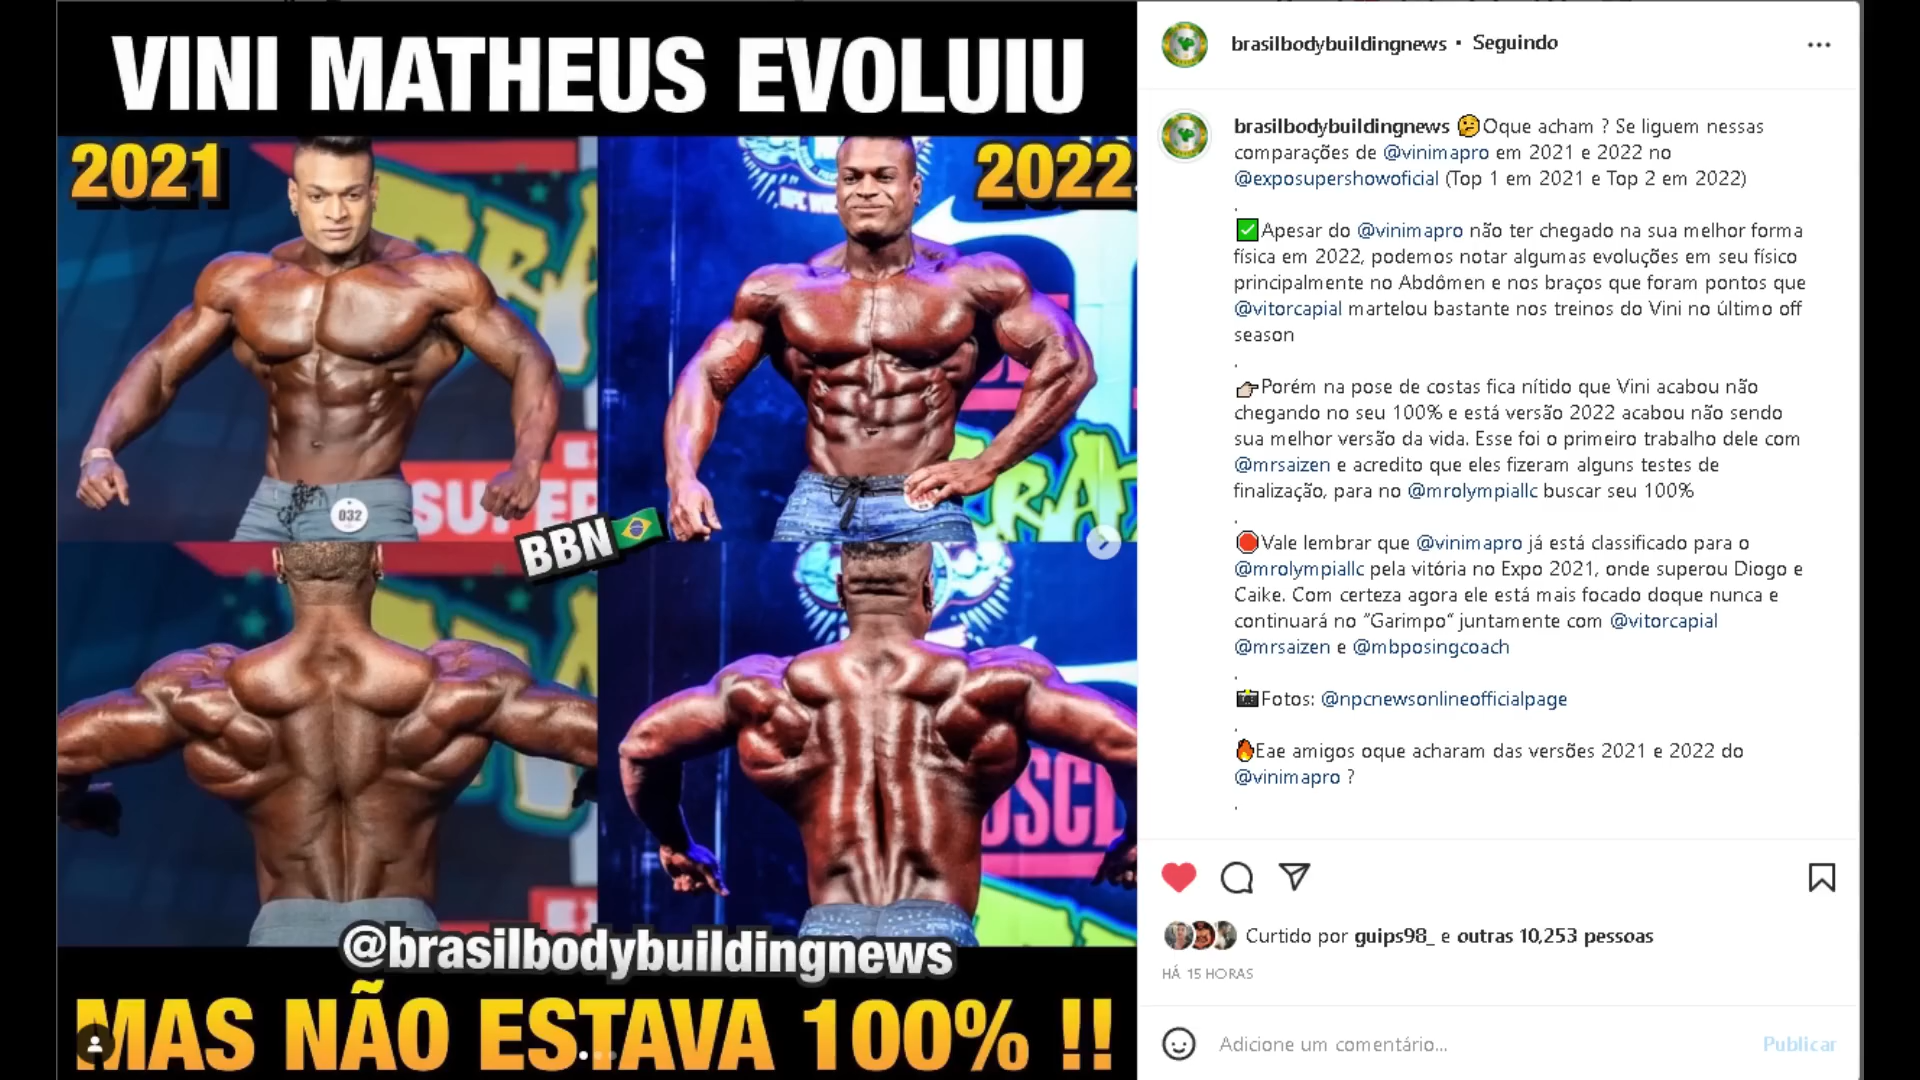 VINI MATHEUS EVOLUIU
2021
2022
NPC W
032
SUPER
BBN
@brasilbodybuildingnews
MAS NÃO ESTAVA 100% !!
brasilbodybuildingnews • Seguindo
brasilbodybuildingnews 🤔Oque acham ? Se liguem nessas
comparações de @vinimapro em 2021 e 2022 no
@exposupershowoficial (Top 1 em 2021 e Top 2 em 2022)
.
✅Apesar do @vinimapro não ter chegado na sua melhor forma
física em 2022, podemos notar algumas evoluções em seu físico
principalmente no Abdômen e nos braços que foram pontos que
@vitorcapial martelou bastante nos treinos do Vini no último off
season
.
👉Porém na pose de costas fica nítido que Vini acabou não
chegando no seu 100% e está versão 2022 acabou não sendo
sua melhor versão da vida. Esse foi o primeiro trabalho dele com
@mrsaizen e acredito que eles fizeram alguns testes de
finalização, para no @mrolympiallc buscar seu 100%
.
🛑Vale lembrar que @vinimapro já está classificado para o
@mrolympiallc pela vitória no Expo 2021, onde superou Diogo e
Caike. Com certeza agora ele está mais focado doque nunca e
continuará no “Garimpo“ juntamente com @vitorcapial
@mrsaizen e @mbposingcoach
.
📸Fotos: @npcnewsonlineofficialpage
.
🔥Eae amigos oque acharam das versões 2021 e 2022 do
@vinimapro ?
.
Curtido por guips98_ e outras 10,253 pessoas
HÁ 15 HORAS
Adicione um comentário...
Publicar